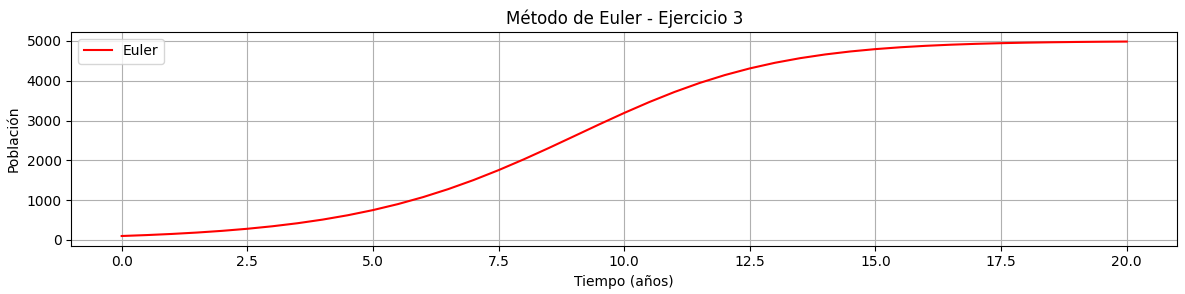 Método de Euler - Ejercicio 3
Euler
Población
5000
4000
3000
2000
1000
0
0.0 2.5 5.0 7.5 10.0 12.5 15.0 17.5 20.0
Tiempo (años)